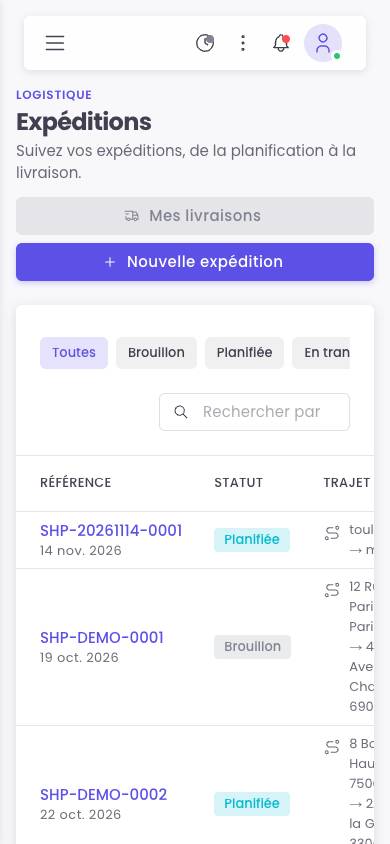 LOGISTIQUE
Expéditions
Suivez vos expéditions, de la planification à la
livraison.
Mes livraisons
Nouvelle expédition
Toutes
Brouillon
Planifiée
En tran
Rechercher par
RÉFÉRENCE
STATUT
TRAJET
SHP-20261114-0001
14 nov. 2026
Planifiée
toul
→ m
SHP-DEMO-0001
19 oct. 2026
Brouillon
12 R
Pari
Pari
→ 4
Ave
Cha
690
SHP-DEMO-0002
22 oct. 2026
Planifiée
8 Bo
Hau
750
→ 2
la G
330